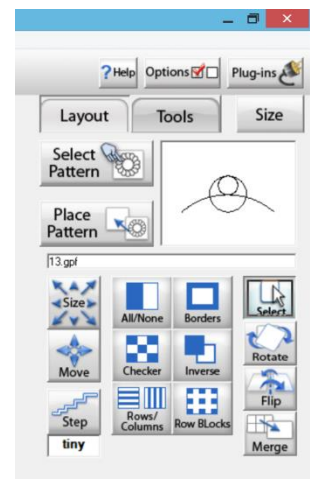 ? Help Options Plug-ins
Layout Tools Size
Select
Pattern
Place
Pattern
13.gpf
Size All/None Borders Select
Move Checker Inverse Rotate
Flip
Step Rows/
Columns Row BLocks
tiny Merge